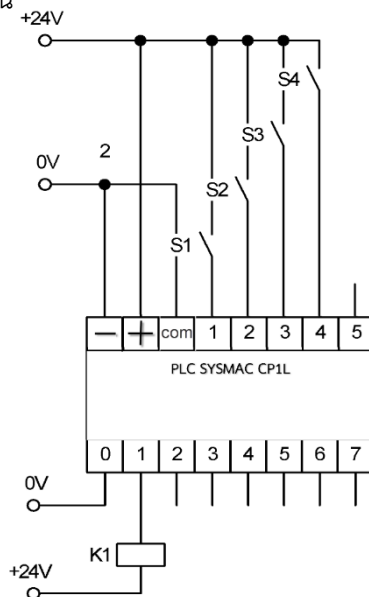 +24V
S4
S3
2
0V
S2
S1
— + com 1 2 3 4 5
PLC SYSMAC CP1L
0 1 2 3 4 5 6 7
0V
K1
+24V